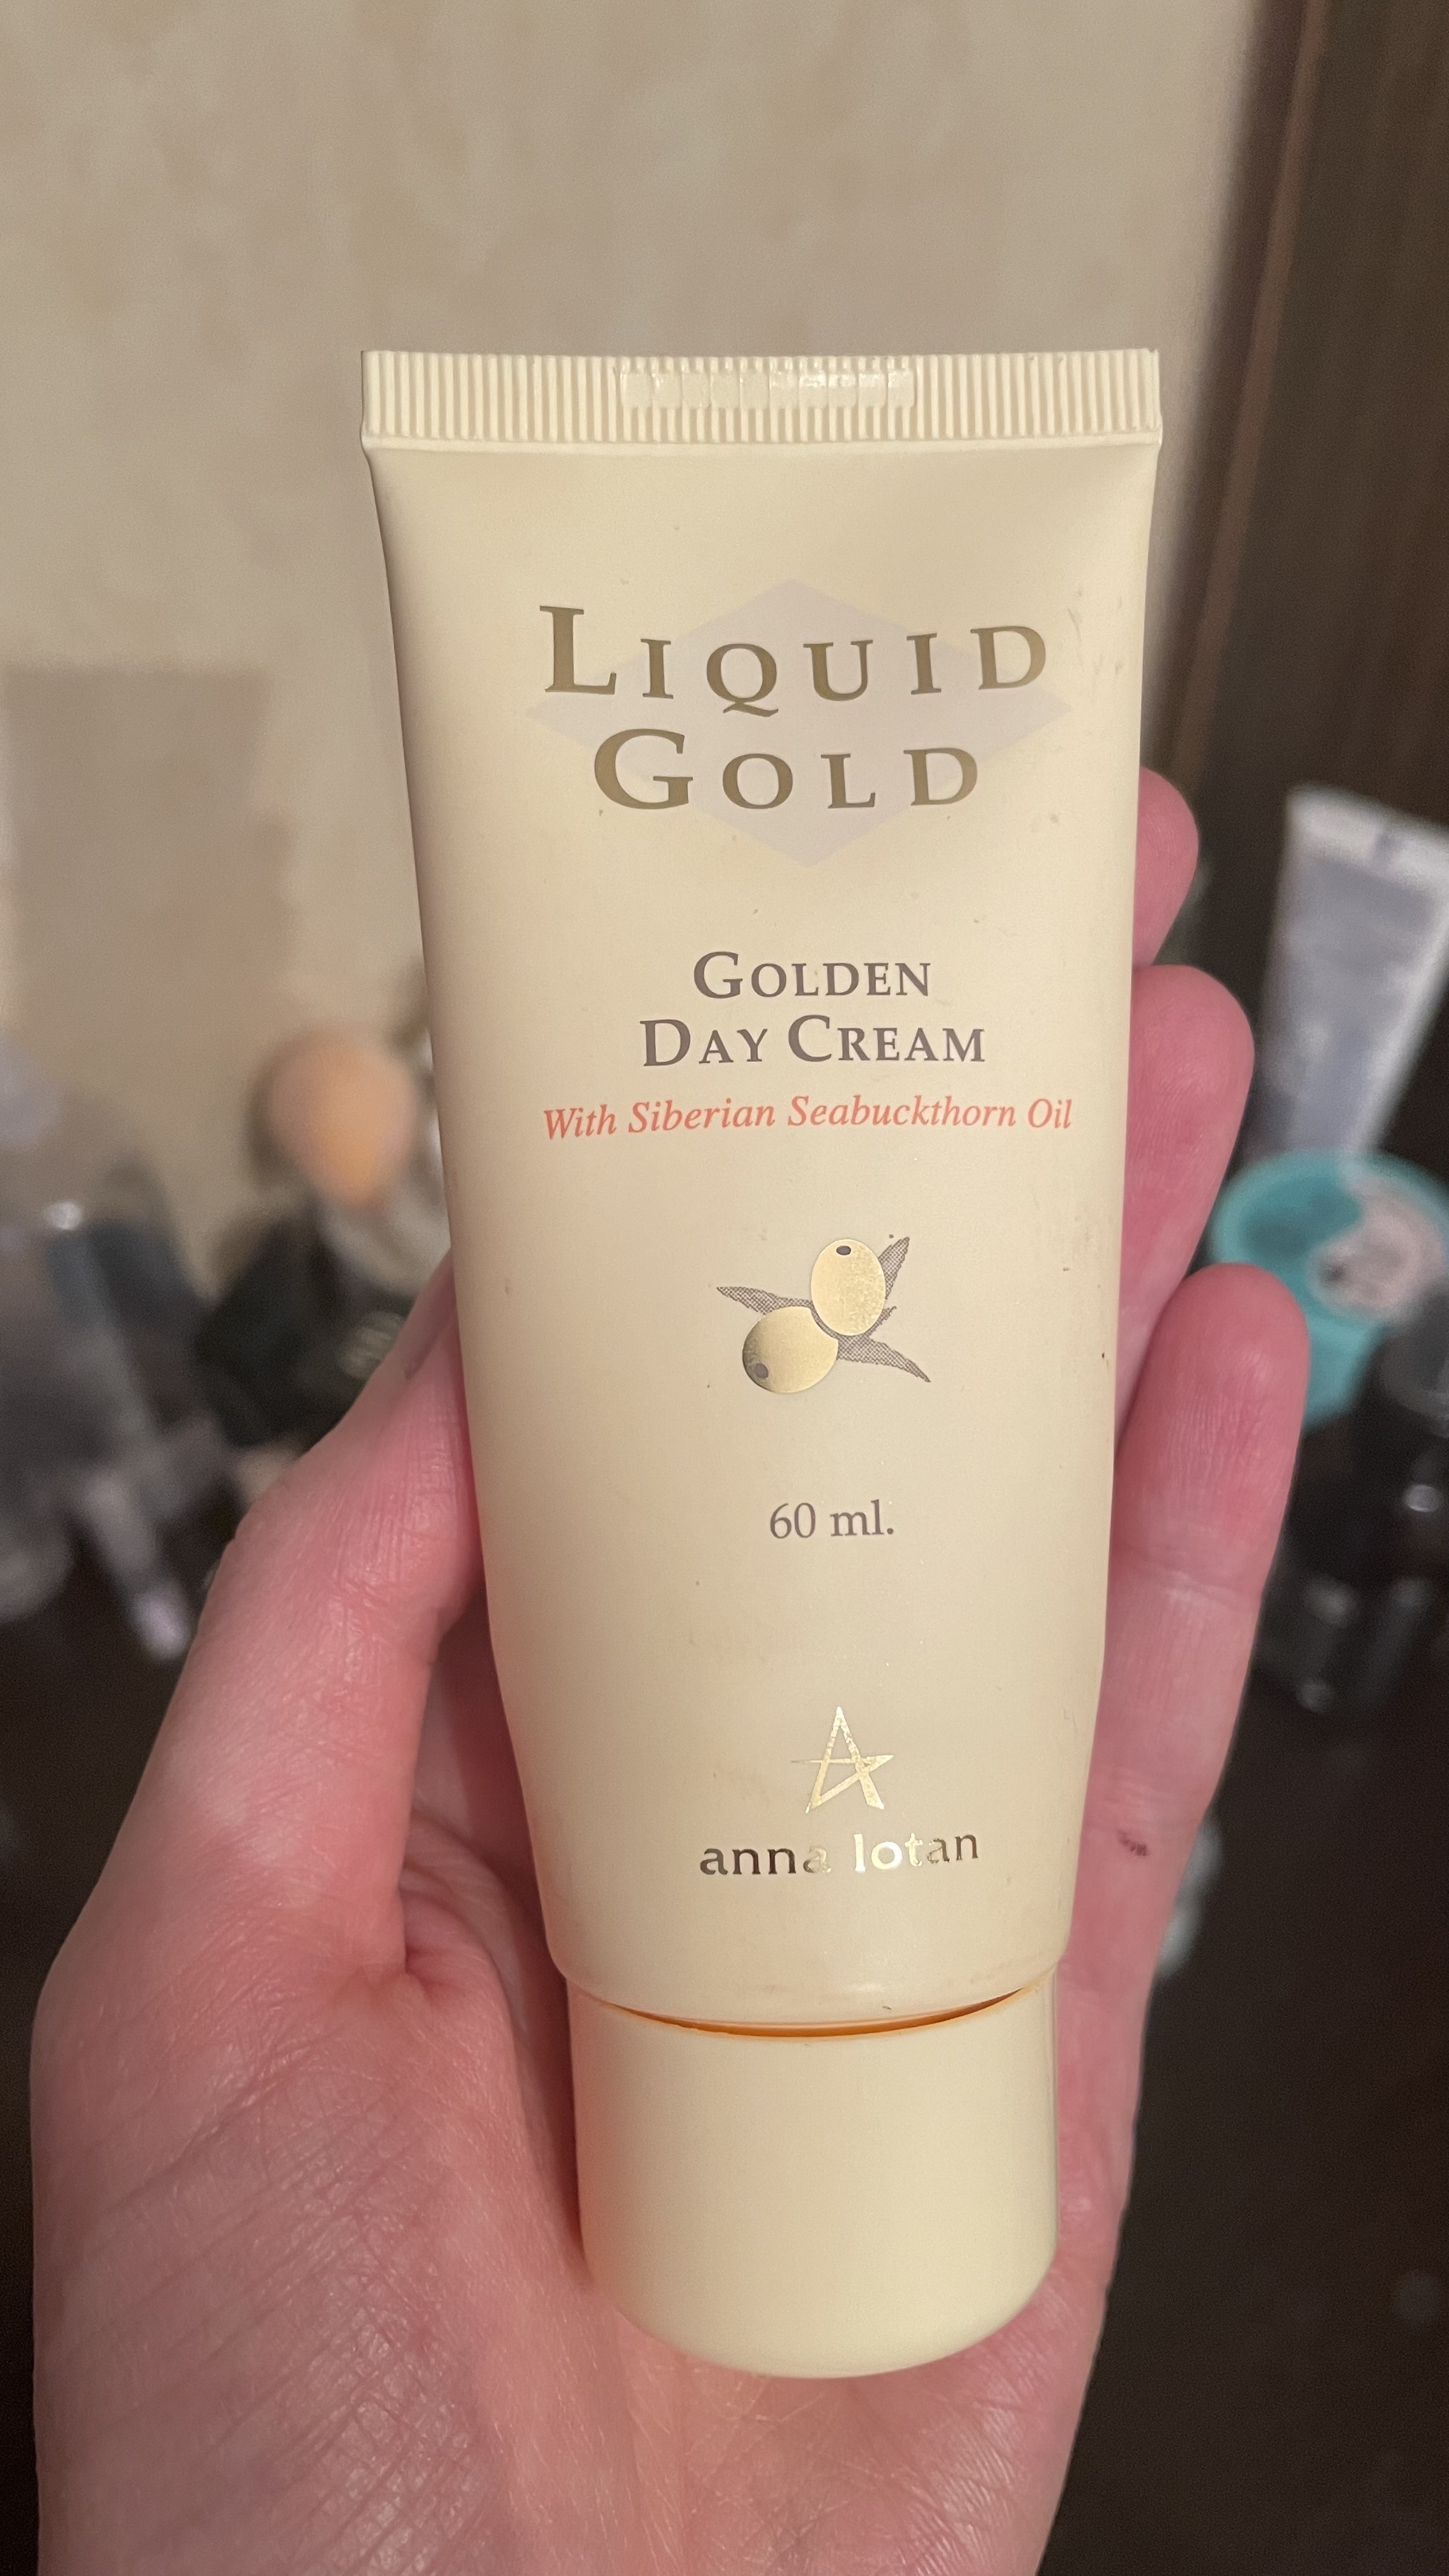 LIQUID
GOLD
GOLDEN
DAY CREAM
With Siberian Seabuckthorn Oil
60 ml.
anna lotan